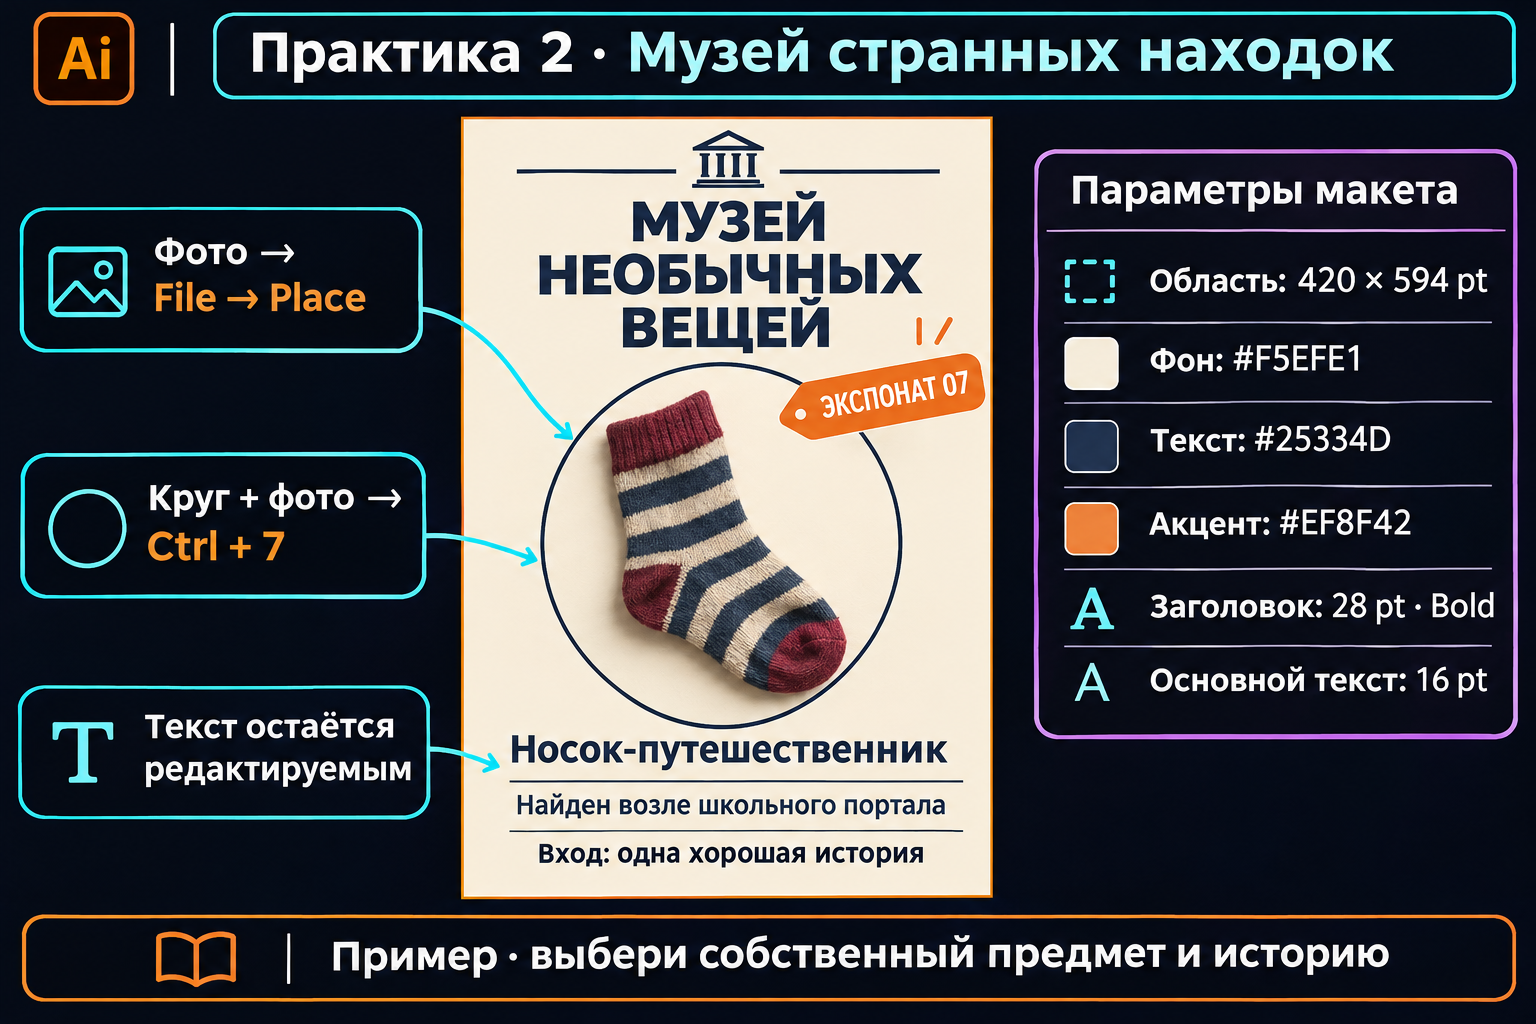 Ai
Практика 2 · Музей странных находок
Фото →
File → Place
Круг + фото →
Ctrl + 7
T
Текст остаётся
редактируемым
МУЗЕЙ
НЕОБЫЧНЫХ
ВЕЩЕЙ
ЭКСПОНАТ 07
Носок-путешественник
Найден возле школьного портала
Вход: одна хорошая история
Параметры макета
Область: 420 × 594 pt
Фон: #F5EFE1
Текст: #25334D
Акцент: #EF8F42
A Заголовок: 28 pt · Bold
A Основной текст: 16 pt
Пример · выбери собственный предмет и историю